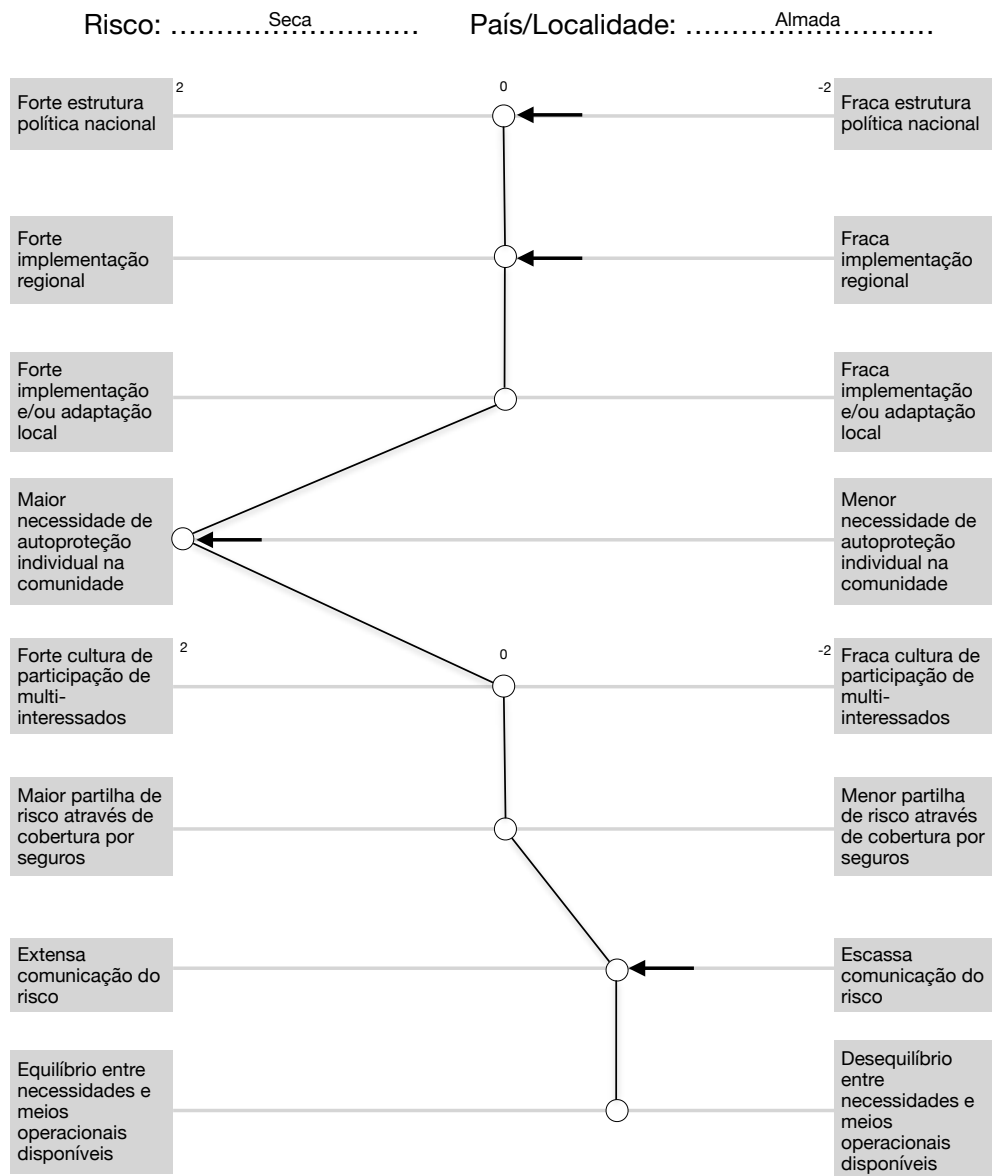 Risco: ........Seca........ País/Localidade: ........Almada........
2 0 -2
Forte estrutura
política nacional
Fraca estrutura
política nacional
Forte
implementação
regional
Fraca
implementação
regional
Forte
implementação
e/ou adaptação
local
Fraca
implementação
e/ou adaptação
local
Maior
necessidade de
autoproteção
individual na
comunidade
Menor
necessidade de
autoproteção
individual na
comunidade
2 0 -2
Forte cultura de
participação de
multi-
interessados
Fraca cultura de
participação de
multi-
interessados
Maior partilha de
risco através de
cobertura por
seguros
Menor partilha
de risco através
de cobertura por
seguros
Extensa
comunicação do
risco
Escassa
comunicação do
risco
Equilíbrio entre
necessidades e
meios
operacionais
disponíveis
Desequilíbrio
entre
necessidades e
meios
operacionais
disponíveis